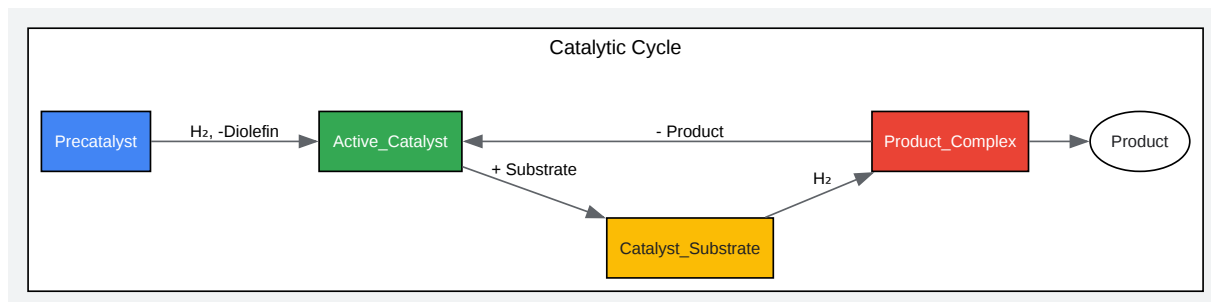 Catalytic Cycle
Precatalyst
H₂, -Diolefin
Active_Catalyst
- Product
Product_Complex
Product
+ Substrate
H₂
Catalyst_Substrate